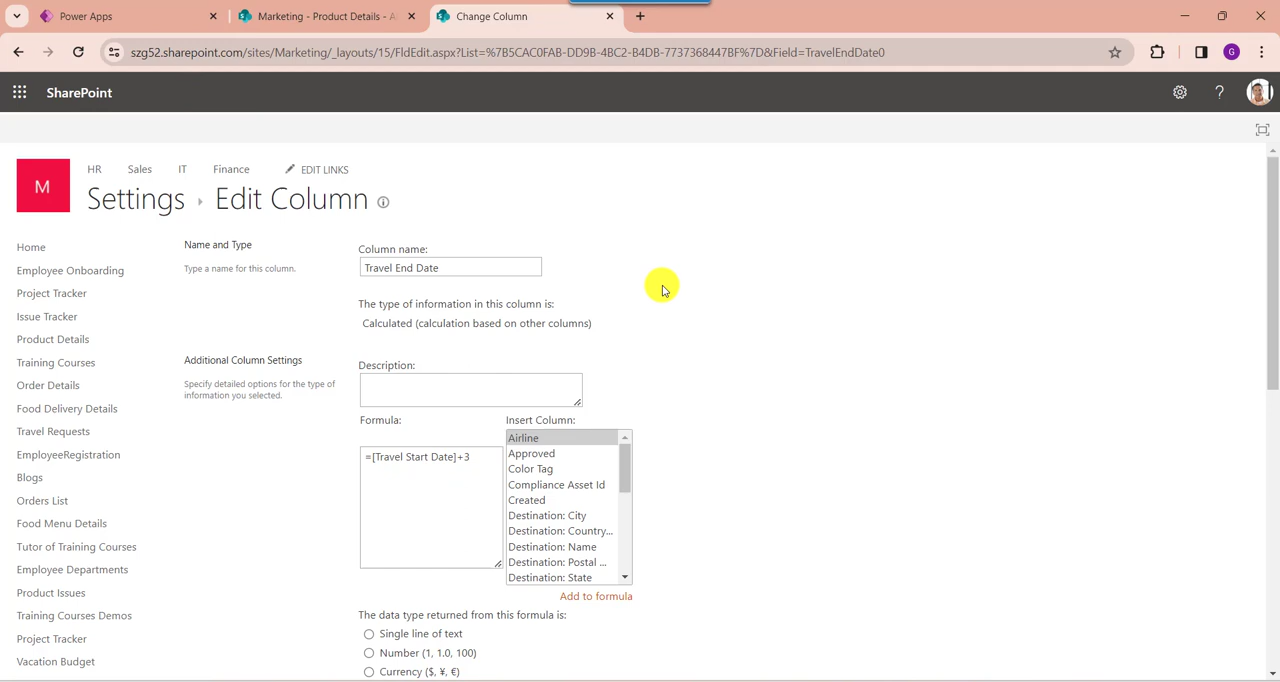 Power Apps
Marketing - Product Details - A
Change Column
szg52.sharepoint.com/sites/Marketing/_layouts/15/FldEdit.aspx?List=%7B5CAC0FAB-DD9B-4BC2-B4DB-7737368447BF%7D&Field=TravelEndDate0
G
SharePoint
?
M
HR
Sales
IT
Finance
EDIT LINKS
Settings › Edit Column
Home
Employee Onboarding
Project Tracker
Issue Tracker
Product Details
Training Courses
Order Details
Food Delivery Details
Travel Requests
EmployeeRegistration
Blogs
Orders List
Food Menu Details
Tutor of Training Courses
Employee Departments
Product Issues
Training Courses Demos
Project Tracker
Vacation Budget
Name and Type
Type a name for this column.
Column name:
Travel End Date
The type of information in this column is:
Calculated (calculation based on other columns)
Additional Column Settings
Specify detailed options for the type of
information you selected.
Description:
Formula:
=[Travel Start Date]+3
Insert Column:
Airline
Approved
Color Tag
Compliance Asset Id
Created
Destination: City
Destination: Country...
Destination: Name
Destination: Postal ...
Destination: State
Add to formula
The data type returned from this formula is:
Single line of text
Number (1, 1.0, 100)
Currency ($, ¥, €)